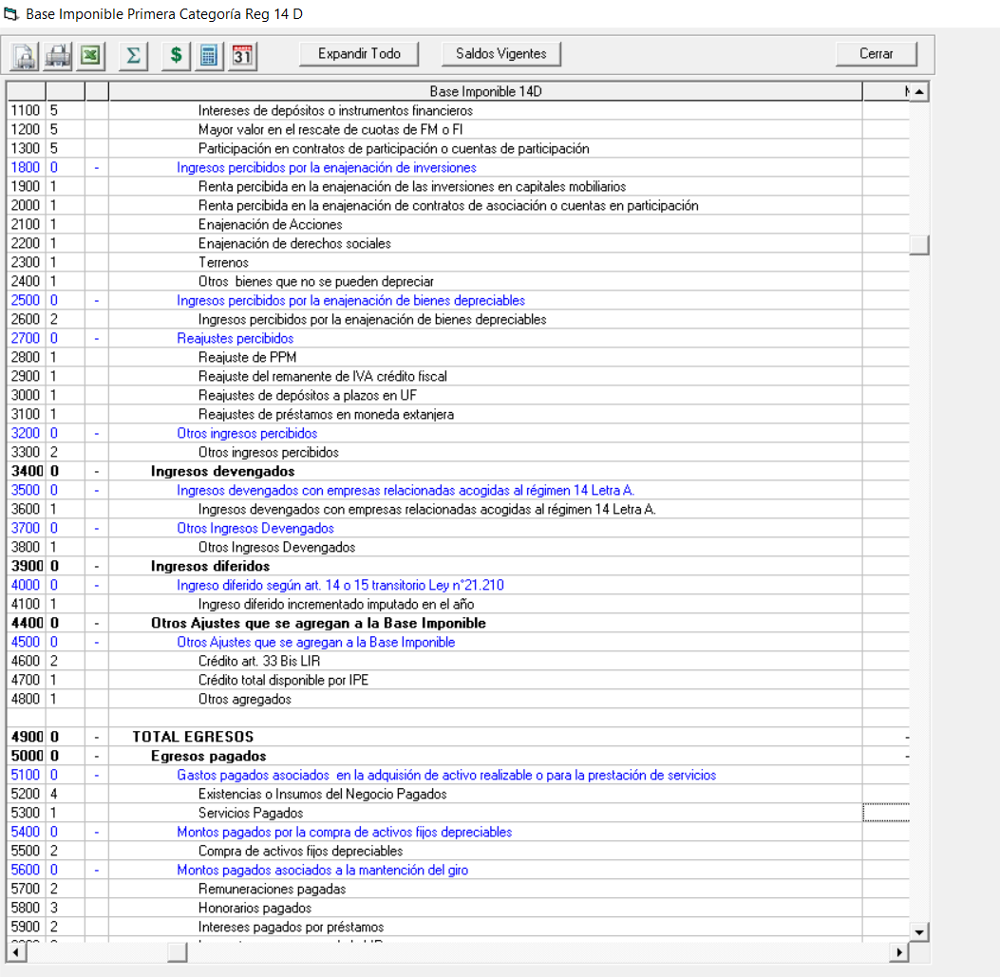 Base Imponible Primera Categoría Reg 14 D
Σ $ 31 Expandir Todo Saldos Vigentes Cerrar
Base Imponible 14D
1100 5 Intereses de depósitos o instrumentos financieros
1200 5 Mayor valor en el rescate de cuotas de FM o FI
1300 5 Participación en contratos de participación o cuentas de participación
1800 0 - Ingresos percibidos por la enajenación de inversiones
1900 1 Renta percibida en la enajenación de las inversiones en capitales mobiliarios
2000 1 Renta percibida en la enajenación de contratos de asociación o cuentas en participación
2100 1 Enajenación de Acciones
2200 1 Enajenación de derechos sociales
2300 1 Terrenos
2400 1 Otros bienes que no se pueden depreciar
2500 0 - Ingresos percibidos por la enajenación de bienes depreciables
2600 2 Ingresos percibidos por la enajenación de bienes depreciables
2700 0 - Reajustes percibidos
2800 1 Reajuste de PPM
2900 1 Reajuste del remanente de IVA crédito fiscal
3000 1 Reajustes de depósitos a plazos en UF
3100 1 Reajustes de préstamos en moneda extanjera
3200 0 - Otros ingresos percibidos
3300 2 Otros ingresos percibidos
3400 0 - Ingresos devengados
3500 0 - Ingresos devengados con empresas relacionadas acogidas al régimen 14 Letra A.
3600 1 Ingresos devengados con empresas relacionadas acogidas al régimen 14 Letra A.
3700 0 - Otros Ingresos Devengados
3800 1 Otros Ingresos Devengados
3900 0 - Ingresos diferidos
4000 0 - Ingreso diferido según art. 14 o 15 transitorio Ley n°21.210
4100 1 Ingreso diferido incrementado imputado en el año
4400 0 - Otros Ajustes que se agregan a la Base Imponible
4500 0 - Otros Ajustes que se agregan a la Base Imponible
4600 2 Crédito art. 33 Bis LIR
4700 1 Crédito total disponible por IPE
4800 1 Otros agregados
4900 0 - TOTAL EGRESOS -
5000 0 - Egresos pagados -
5100 0 - Gastos pagados asociados en la adquisión de activo realizable o para la prestación de servicios
5200 4 Existencias o Insumos del Negocio Pagados
5300 1 Servicios Pagados
5400 0 - Montos pagados por la compra de activos fijos depreciables
5500 2 Compra de activos fijos depreciables
5600 0 - Montos pagados asociados a la mantención del giro
5700 2 Remuneraciones pagadas
5800 3 Honorarios pagados
5900 2 Intereses pagados por préstamos